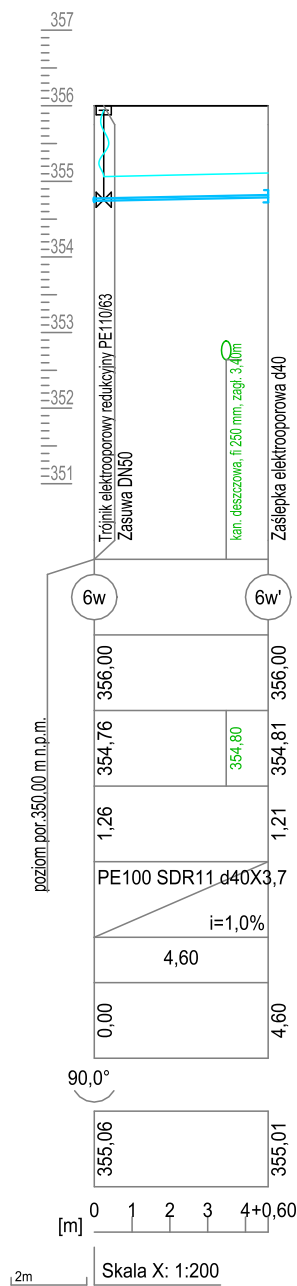 357
356
355
354
353
352
351
Trójnik elektrooporowy redukcyjny PE110/63
Zasuwa DN50
kan. deszczowa, fi 250 mm, zagł. 3,40m
Zaślepka elektrooporowa d40
poziom por.350,00 m n.p.m.
6w
6w'
356,00
356,00
354,76
354,80
354,81
1,26
1,21
PE100 SDR11 d40X3,7
i=1,0%
4,60
0,00
4,60
90,0°
355,06
355,01
[m]
0 1 2 3 4+0,60
2m
Skala X: 1:200